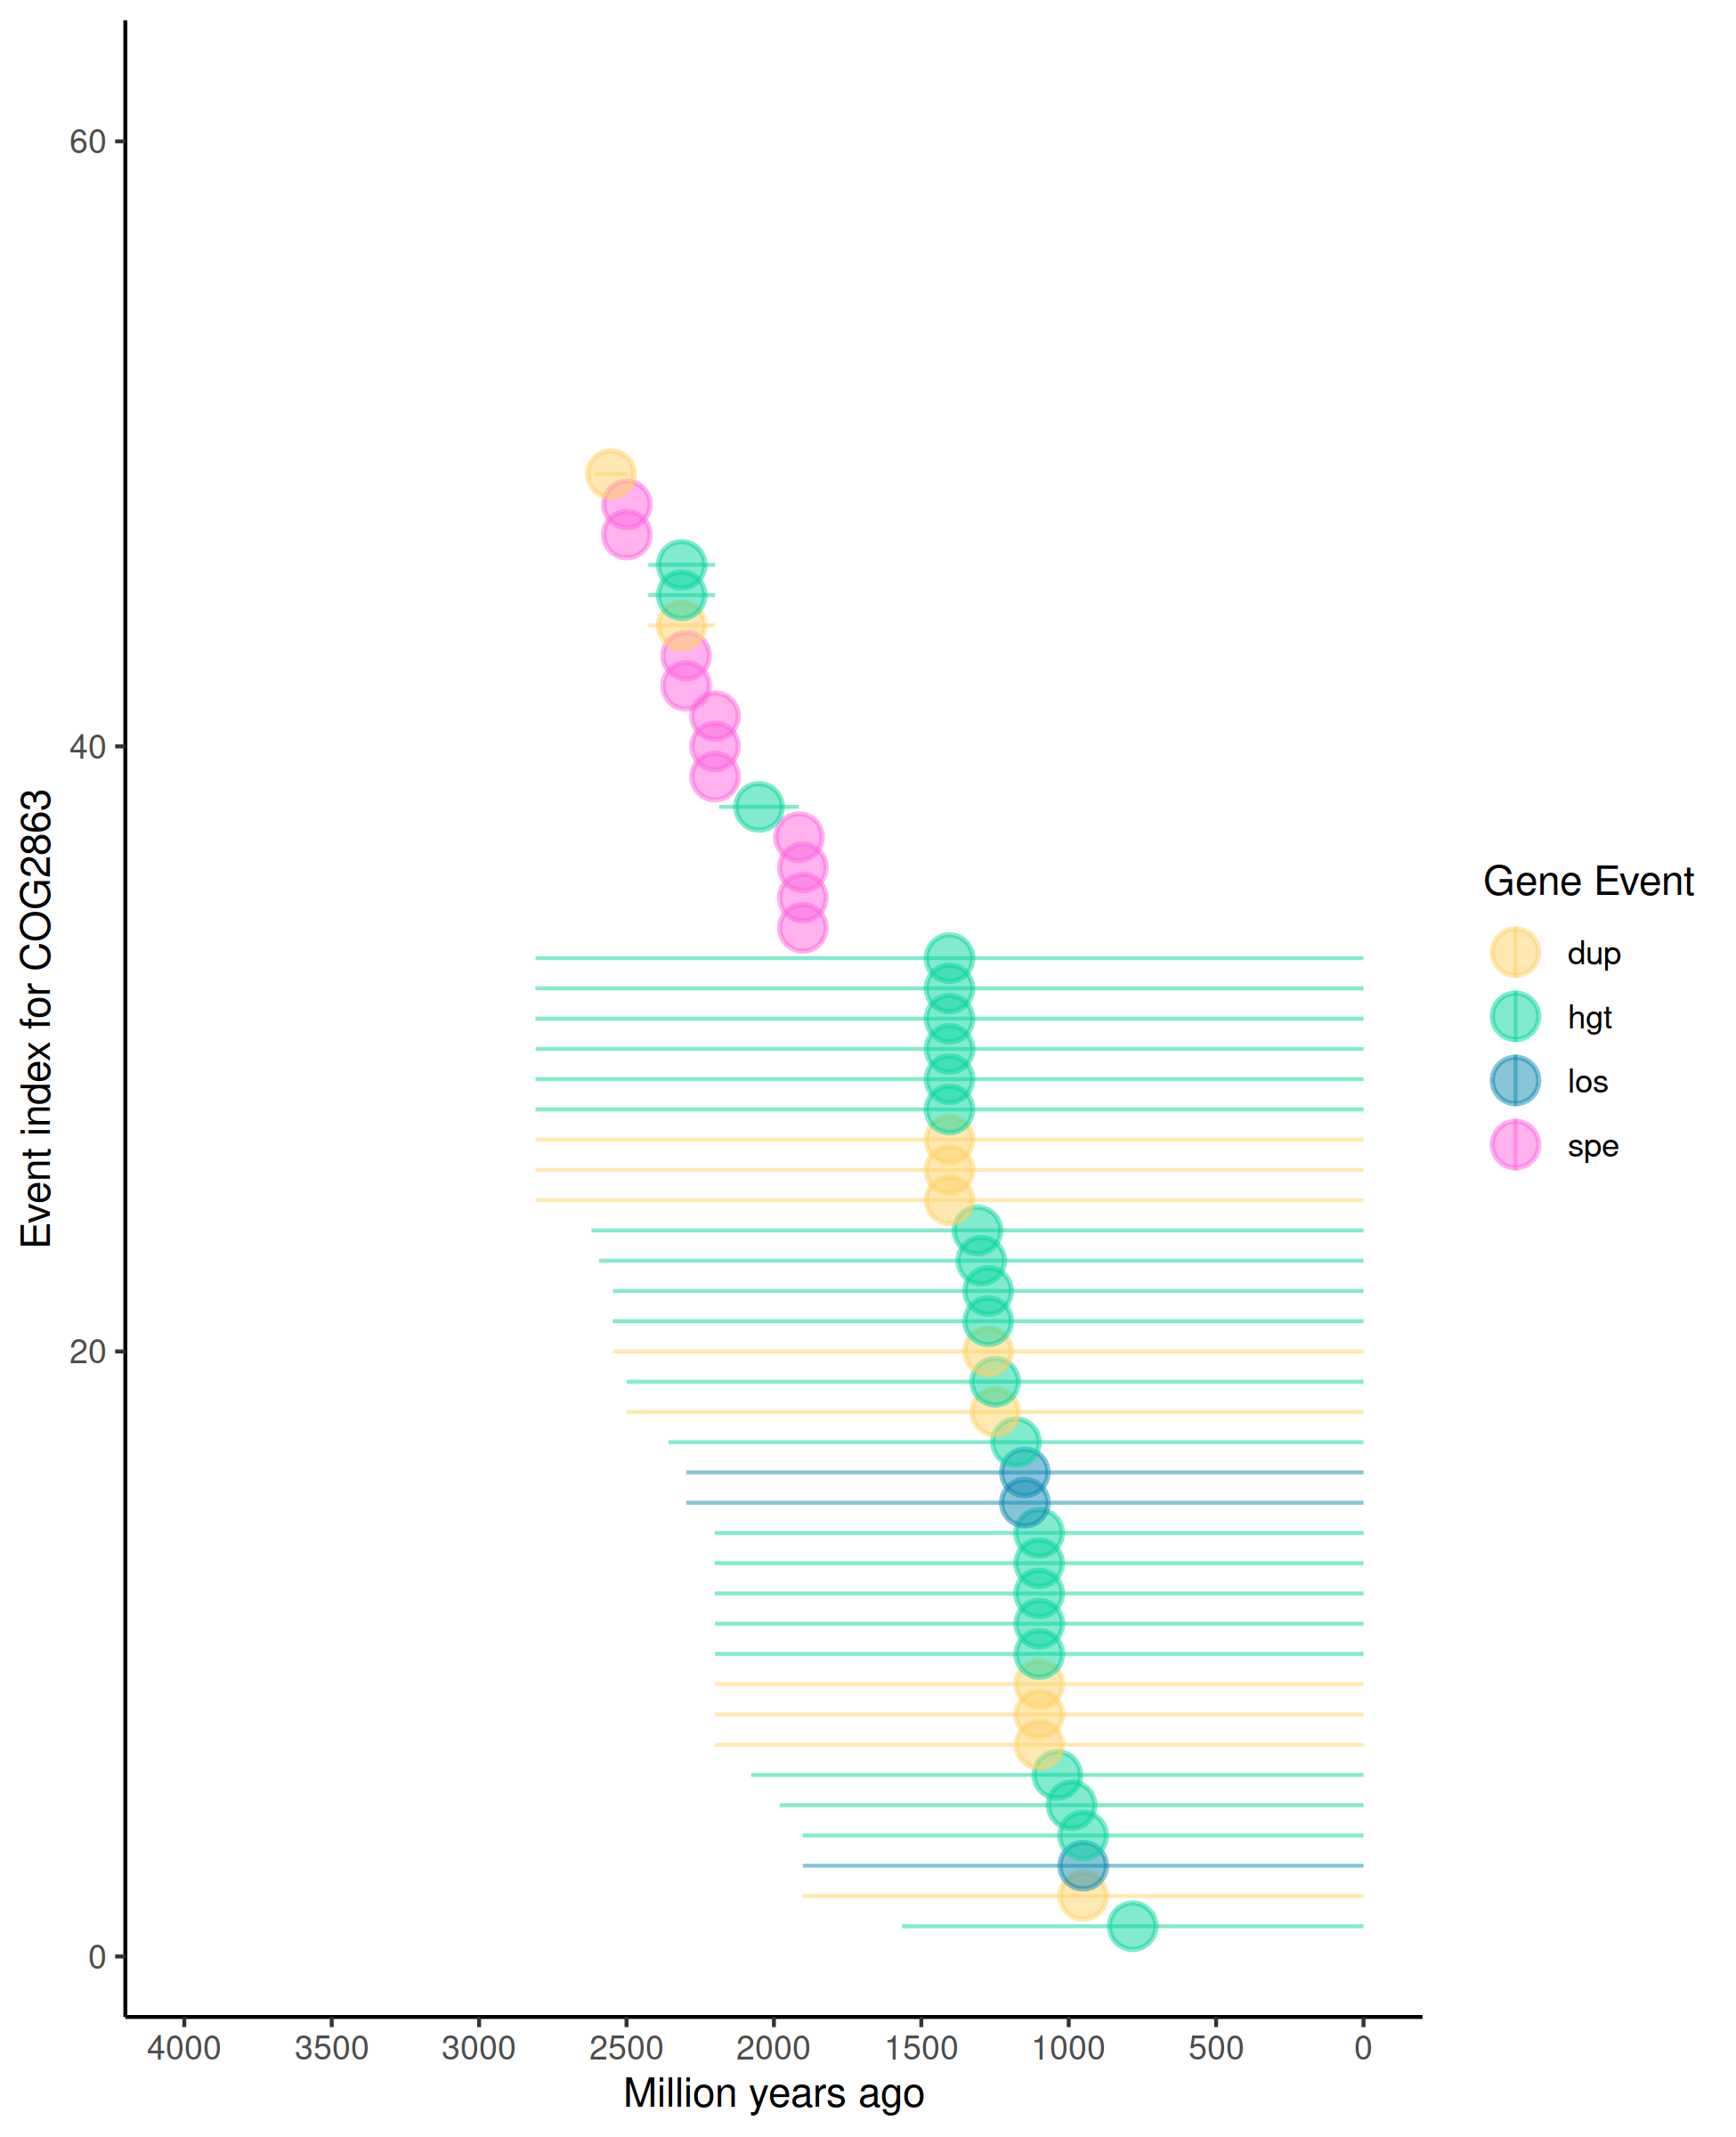 60
40
20
0
Event index for COG2863
4000 3500 3000 2500 2000 1500 1000 500 0
Million years ago
Gene Event
dup
hgt
los
spe